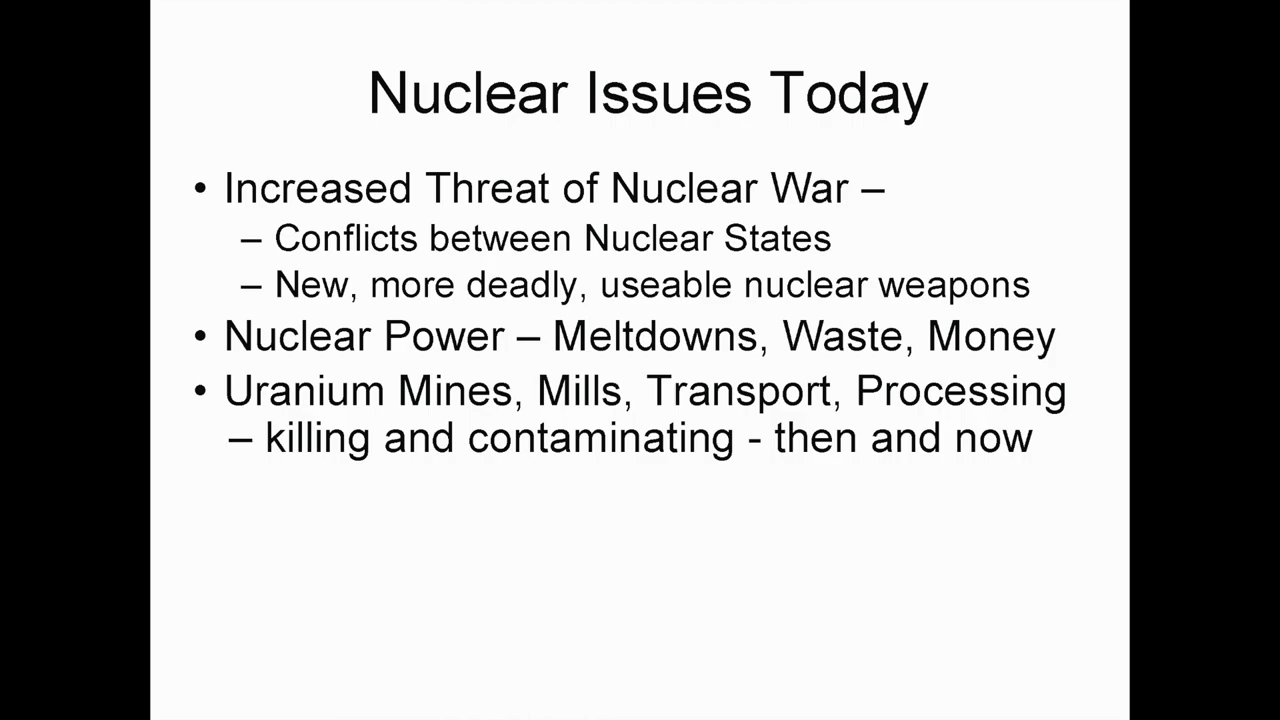 Nuclear Issues Today
• Increased Threat of Nuclear War –
– Conflicts between Nuclear States
– New, more deadly, useable nuclear weapons
• Nuclear Power – Meltdowns, Waste, Money
• Uranium Mines, Mills, Transport, Processing
– killing and contaminating - then and now